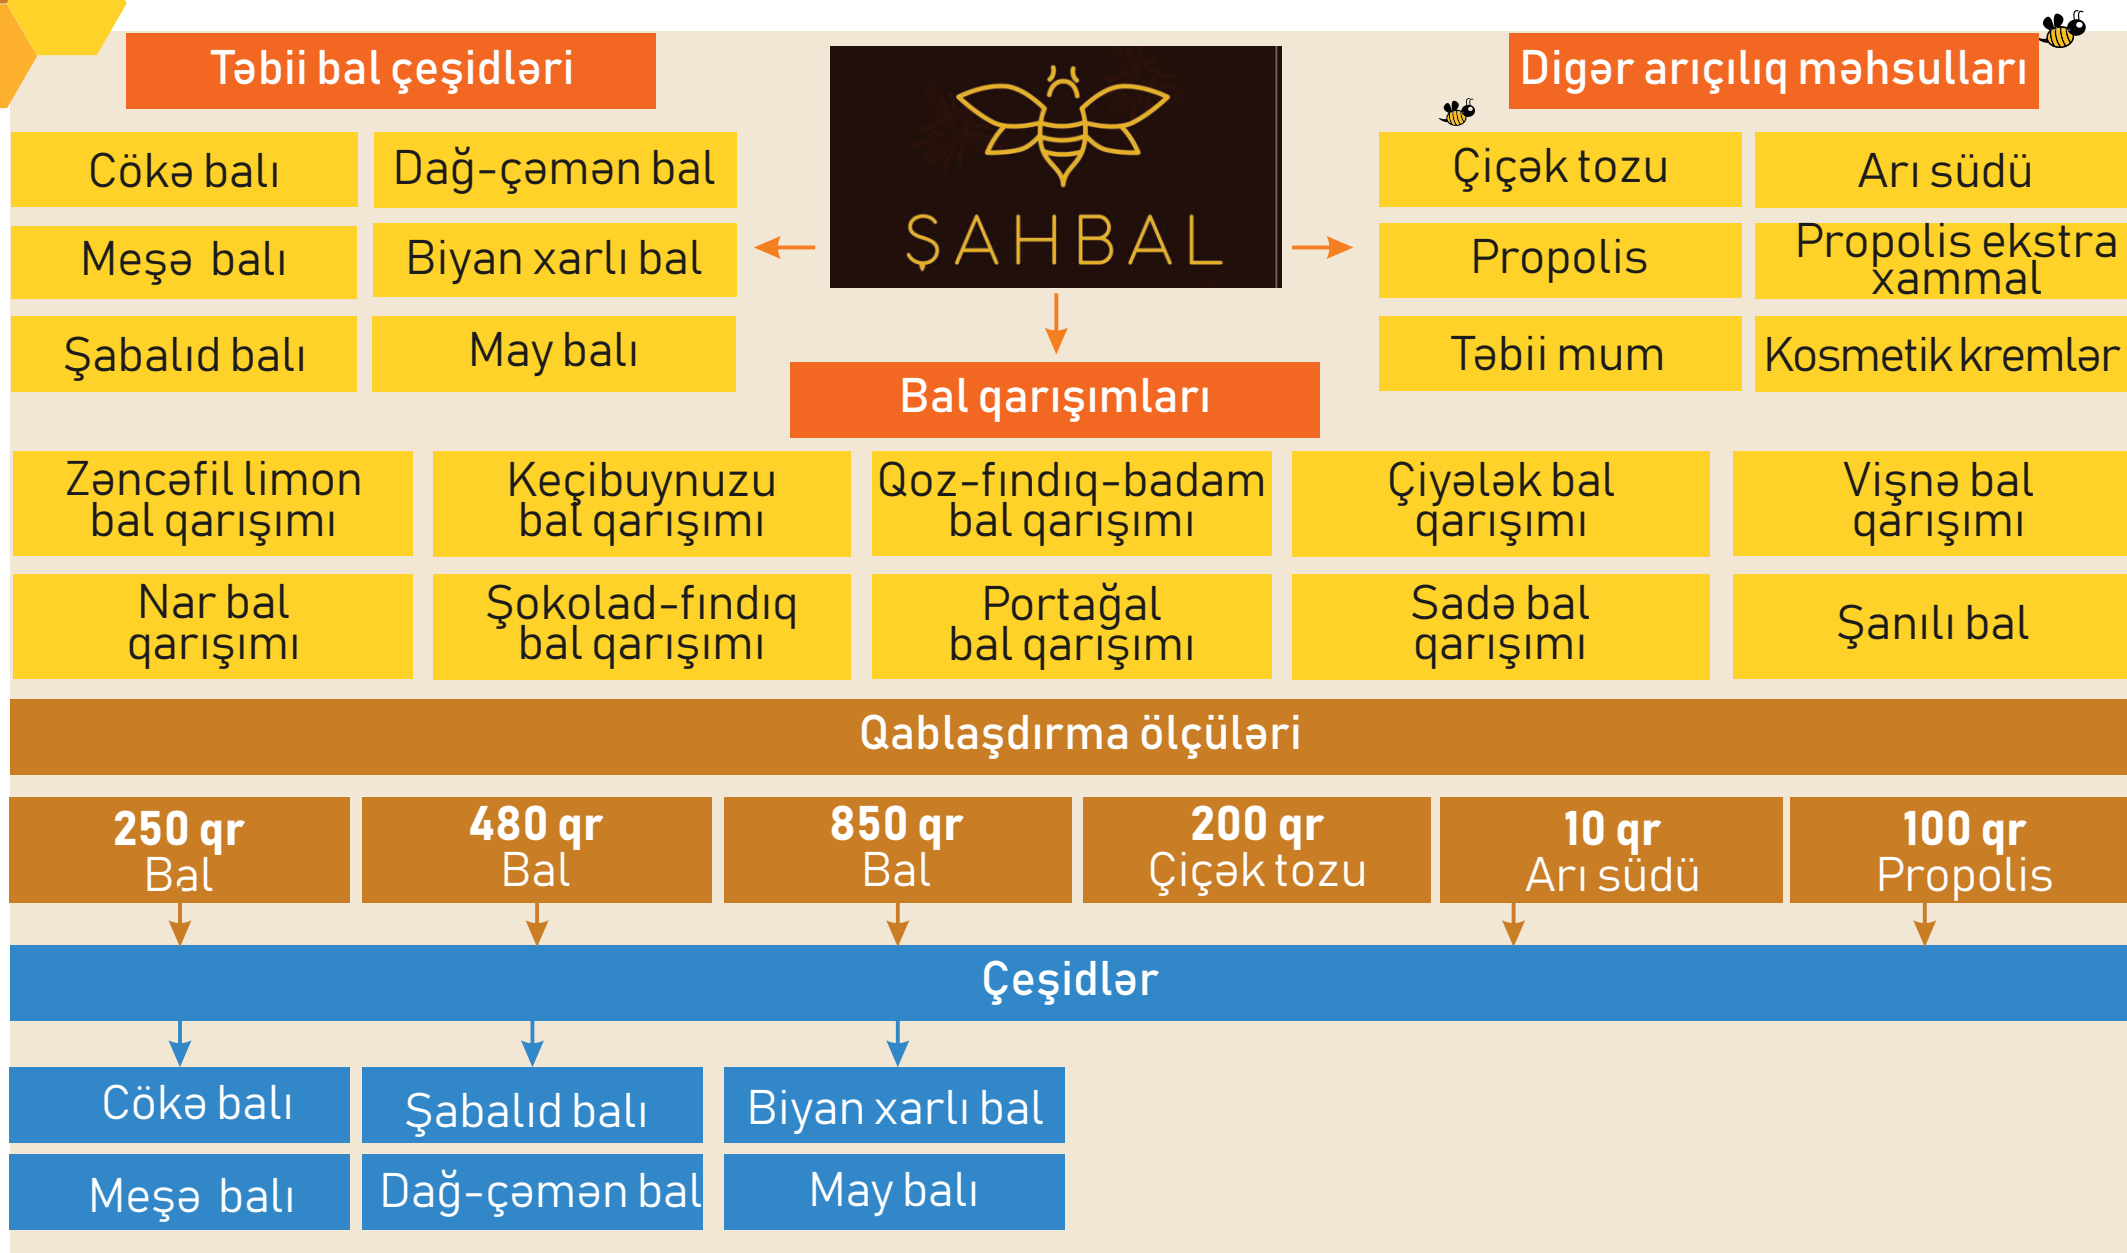 Təbii bal çeşidləri
Digər arıçılıq məhsulları
ŞAHBAL
Cökə balı
Dağ-çəmən bal
Meşə balı
Biyan xarlı bal
Şabalıd balı
May balı
Çiçək tozu
Arı südü
Propolis
Propolis ekstra
xammal
Təbii mum
Kosmetik kremlər
Bal qarışımları
Zəncəfil limon
bal qarışımı
Keçibuynuzu
bal qarışımı
Qoz-fındıq-badam
bal qarışımı
Çiyələk bal
qarışımı
Vişnə bal
qarışımı
Nar bal
qarışımı
Şokolad-fındıq
bal qarışımı
Portağal
bal qarışımı
Sadə bal
qarışımı
Şanılı bal
Qablaşdırma ölçüləri
250 qr
Bal
480 qr
Bal
850 qr
Bal
200 qr
Çiçək tozu
10 qr
Arı südü
100 qr
Propolis
Çeşidlər
Cökə balı
Şabalıd balı
Biyan xarlı bal
Meşə balı
Dağ-çəmən bal
May balı